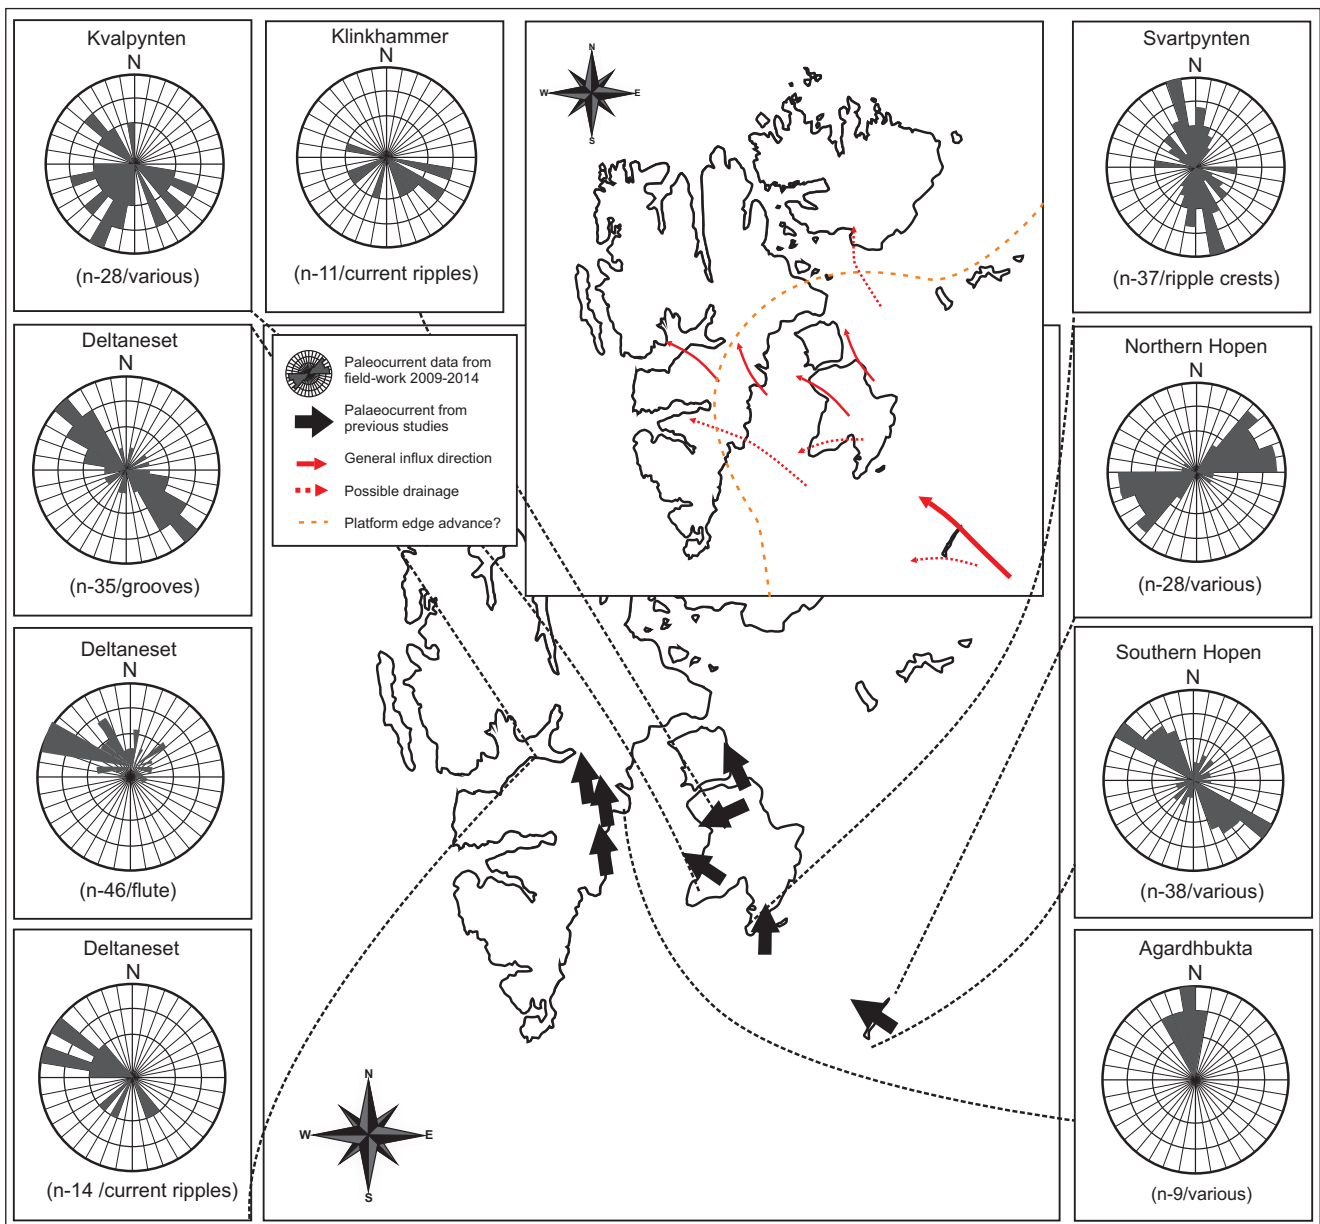 Kvalpynten
N
(n-28/various)
Klinkhammer
N
(n-11/current ripples)
N
W
E
S
Svartpynten
N
(n-37/ripple crests)
Deltaneset
N
(n-35/grooves)
Paleocurrent data from
field-work 2009-2014
Palaeocurrent from
previous studies
General influx direction
Possible drainage
Platform edge advance?
Northern Hopen
N
(n-28/various)
Deltaneset
N
(n-46/flute)
Southern Hopen
N
(n-38/various)
Deltaneset
N
(n-14 /current ripples)
N
W
E
S
Agardhbukta
N
(n-9/various)